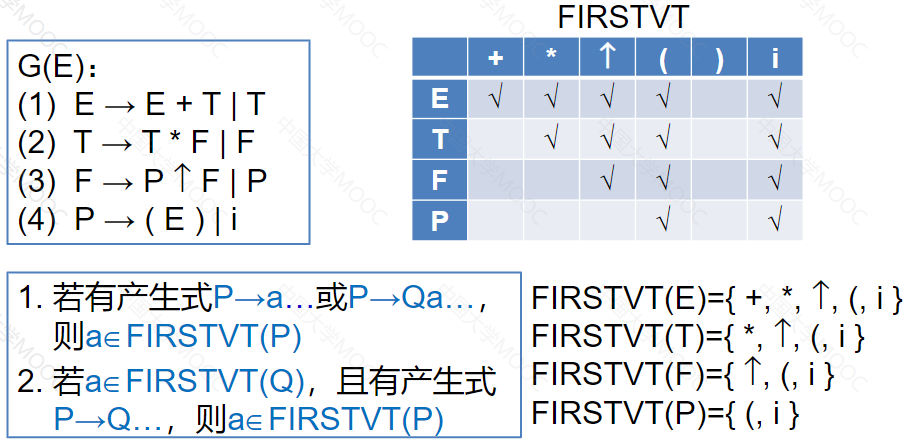 FIRSTVT
+ * ↑ ( ) i
E √ √ √ √ √
T √ √ √ √
F √ √ √
P √ √
G(E)：
(1) E → E + T | T
(2) T → T * F | F
(3) F → P ↑ F | P
(4) P → ( E ) | i
1. 若有产生式P→a…或P→Qa…，
则a∈FIRSTVT(P)
2. 若a∈FIRSTVT(Q)，且有产生式
P→Q…，则a∈FIRSTVT(P)
FIRSTVT(E)={ +, *, ↑, (, i }
FIRSTVT(T)={ *, ↑, (, i }
FIRSTVT(F)={ ↑, (, i }
FIRSTVT(P)={ (, i }
中国大学MOOC